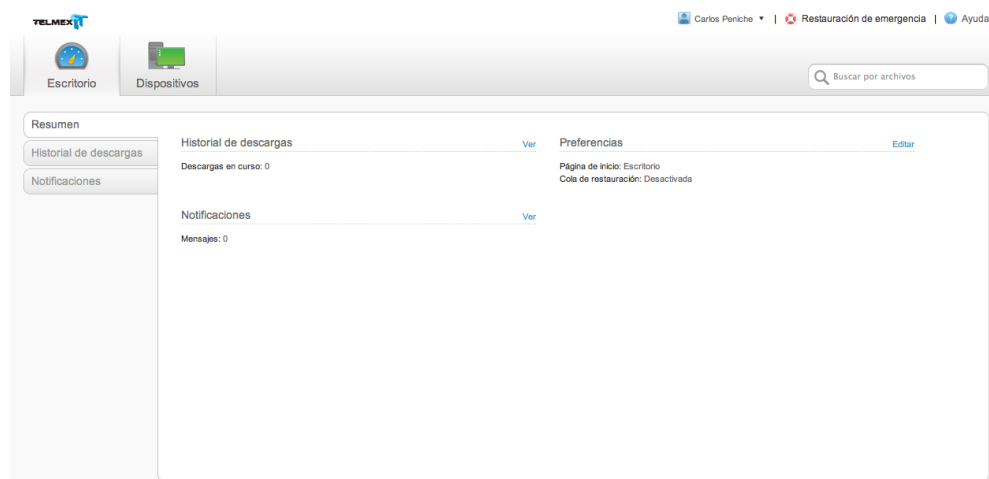 TELMEX
Carlos Peniche ▼ | Restauración de emergencia | Ayuda
Escritorio
Dispositivos
Buscar por archivos
Resumen
Historial de descargas
Notificaciones
Historial de descargas Ver
Descargas en curso: 0
Notificaciones Ver
Mensajes: 0
Preferencias Editar
Página de inicio: Escritorio
Cola de restauración: Desactivada